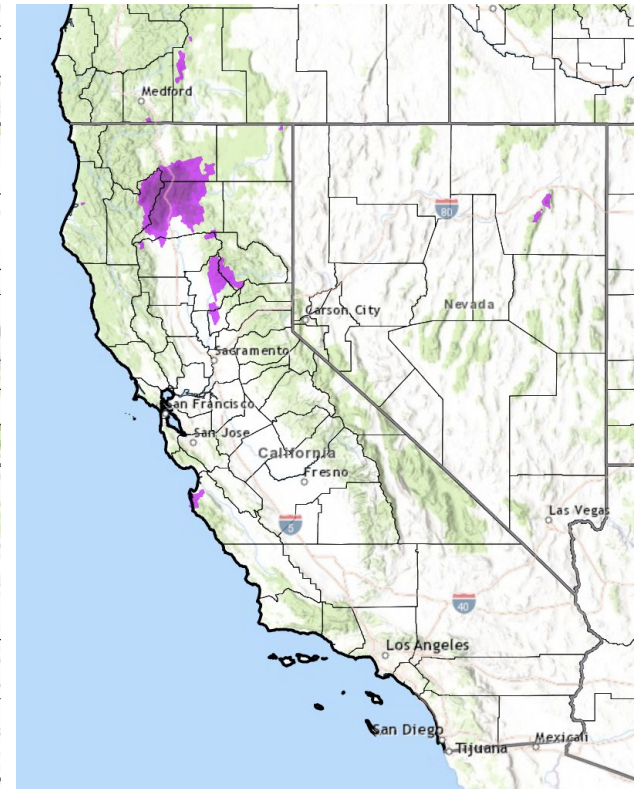 Medford
80
Carson City
Nevada
Sacramento
San Francisco
San Jose
California
Fresno
5
Las Vegas
40
Los Angeles
San Diego
Tijuana
Mexicali